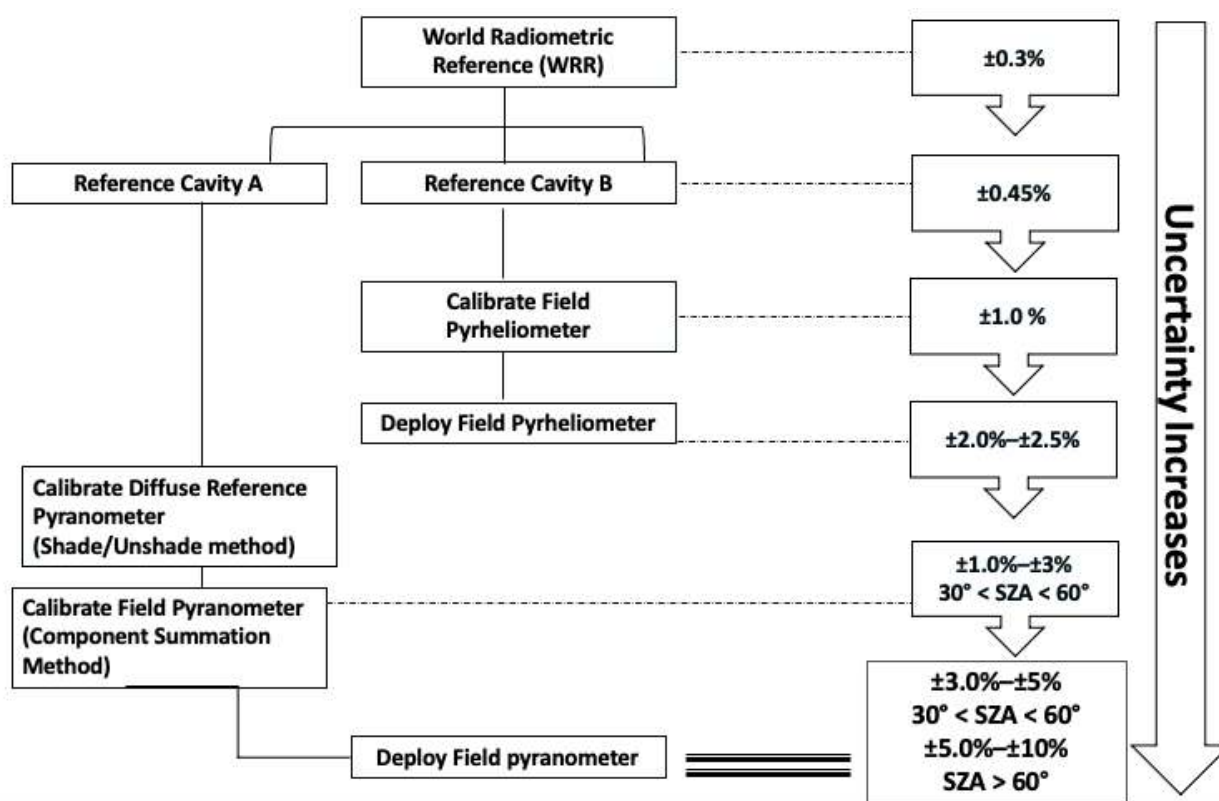 World Radiometric
Reference (WRR)
±0.3%
Reference Cavity A
Reference Cavity B
±0.45%
Calibrate Field
Pyrheliometer
±1.0 %
Deploy Field Pyrheliometer
±2.0%–±2.5%
Calibrate Diffuse Reference
Pyranometer
(Shade/Unshade method)
±1.0%–±3%
30° < SZA < 60°
Calibrate Field Pyranometer
(Component Summation
Method)
±3.0%–±5%
30° < SZA < 60°
±5.0%–±10%
SZA > 60°
Deploy Field pyranometer
Uncertainty Increases